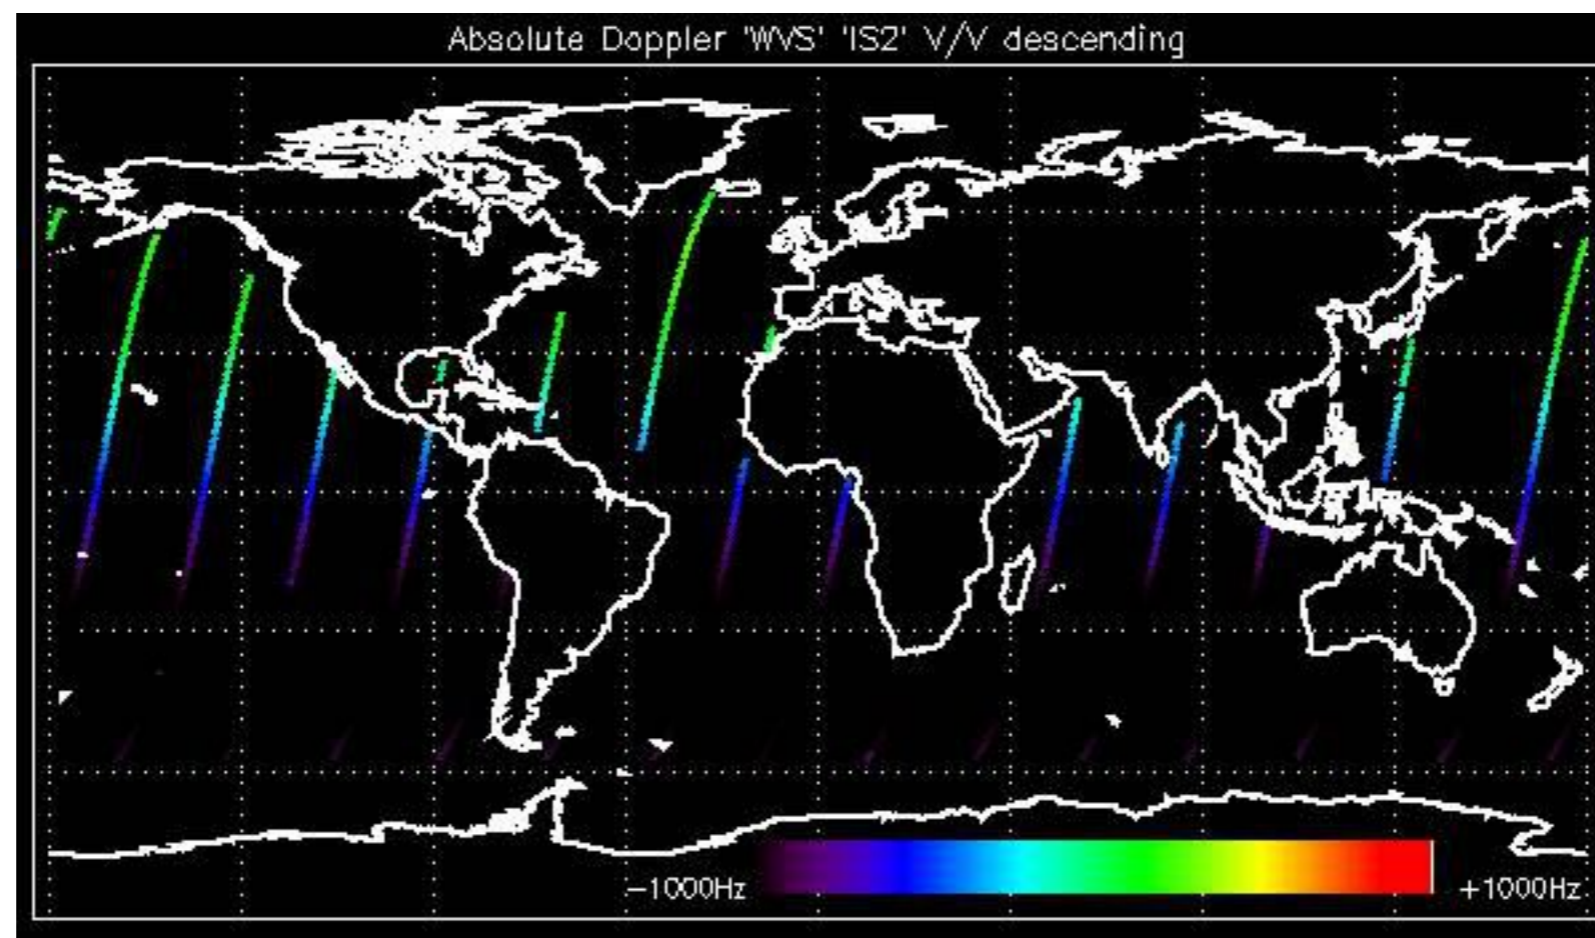 Absolute Doppler 'WVS' 'IS2' V/V descending
−1000Hz
+1000Hz